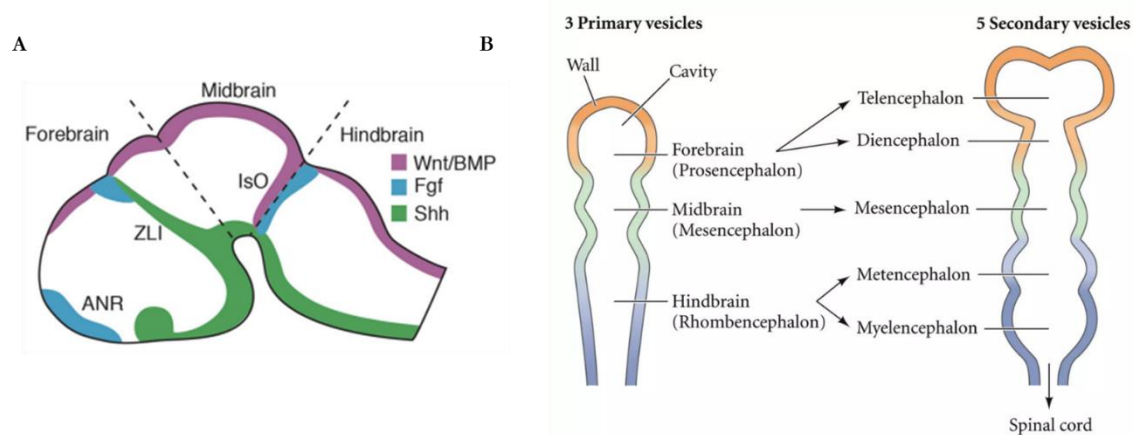 A
B
Midbrain
Forebrain
Hindbrain
IsO
Wnt/BMP
Fgf
Shh
ZLI
ANR
3 Primary vesicles
5 Secondary vesicles
Wall
Cavity
Forebrain
(Prosencephalon)
Midbrain
(Mesencephalon)
Hindbrain
(Rhombencephalon)
Telencephalon
Diencephalon
Mesencephalon
Metencephalon
Myelencephalon
Spinal cord